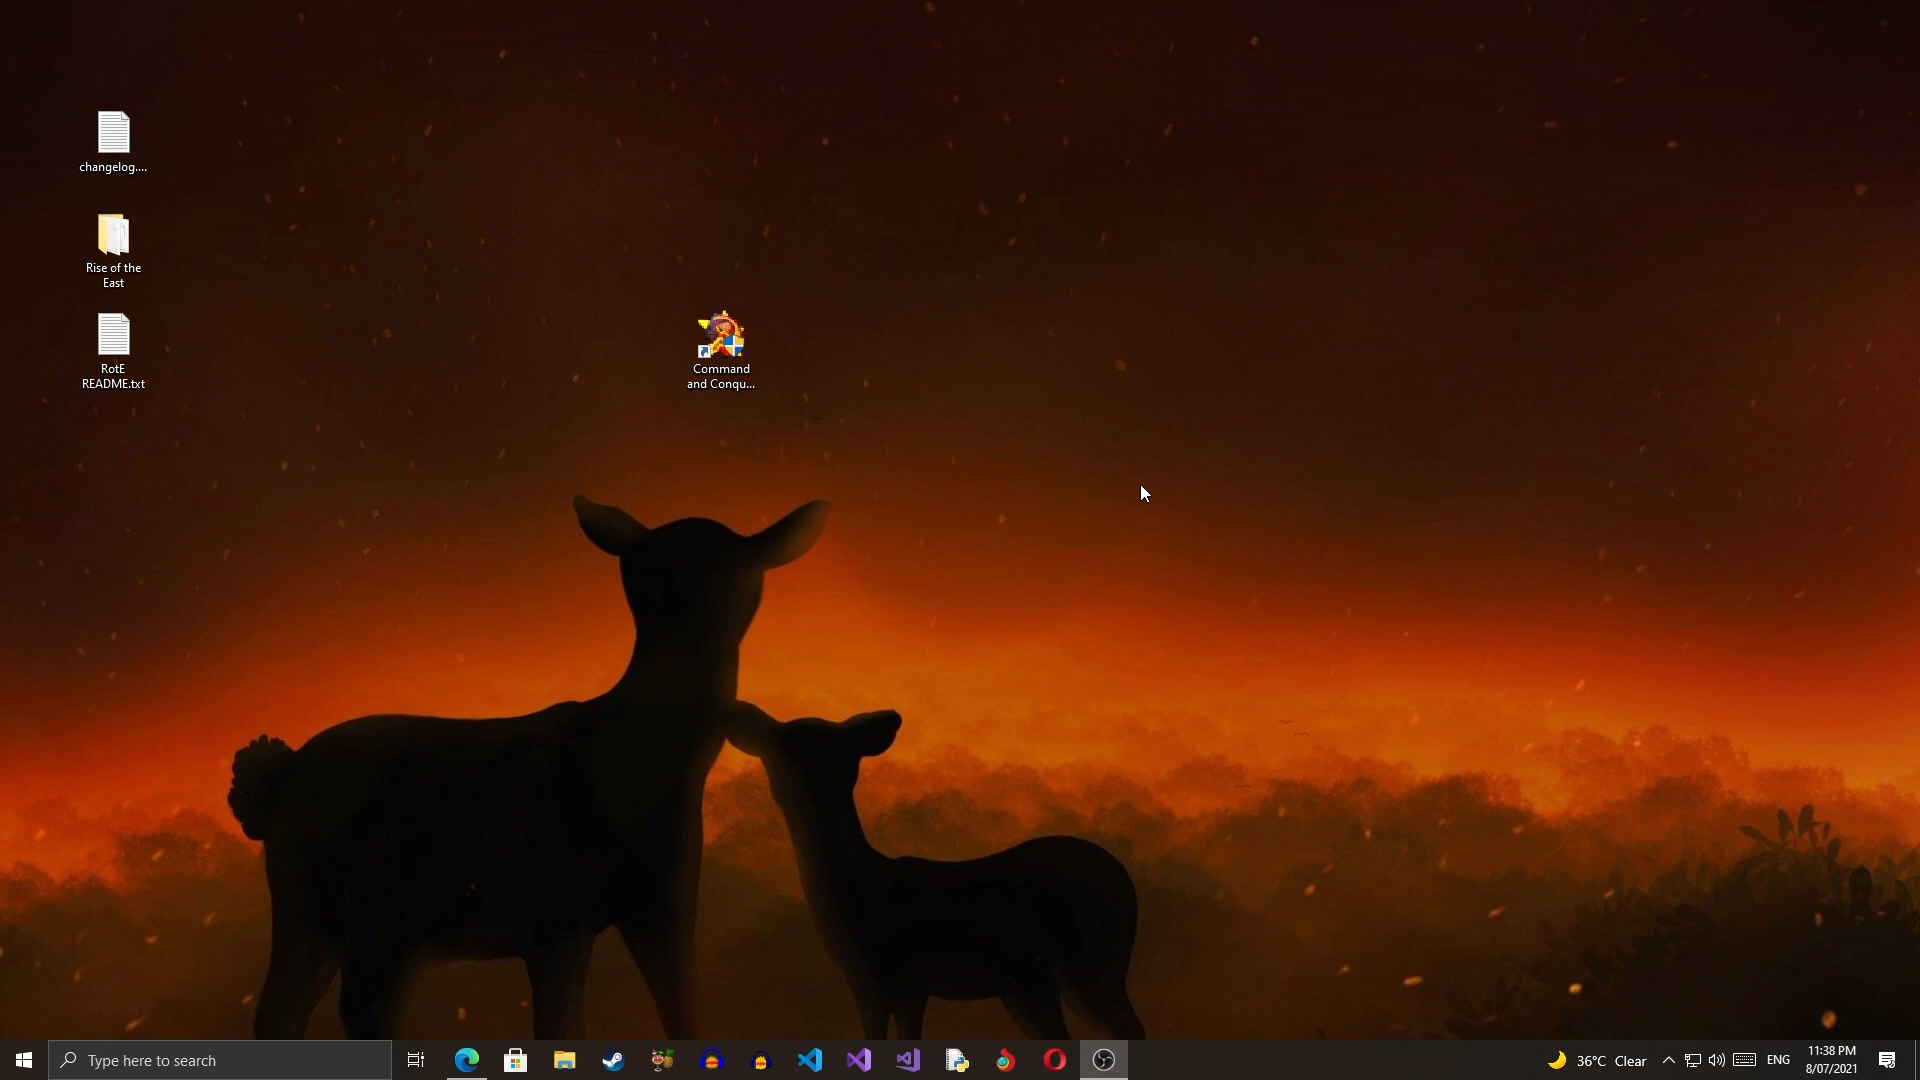 changelog....
Rise of the
East
RotE
README.txt
Command
and Conqu...
Type here to search
36°C Clear
ENG
11:38 PM
8/07/2021